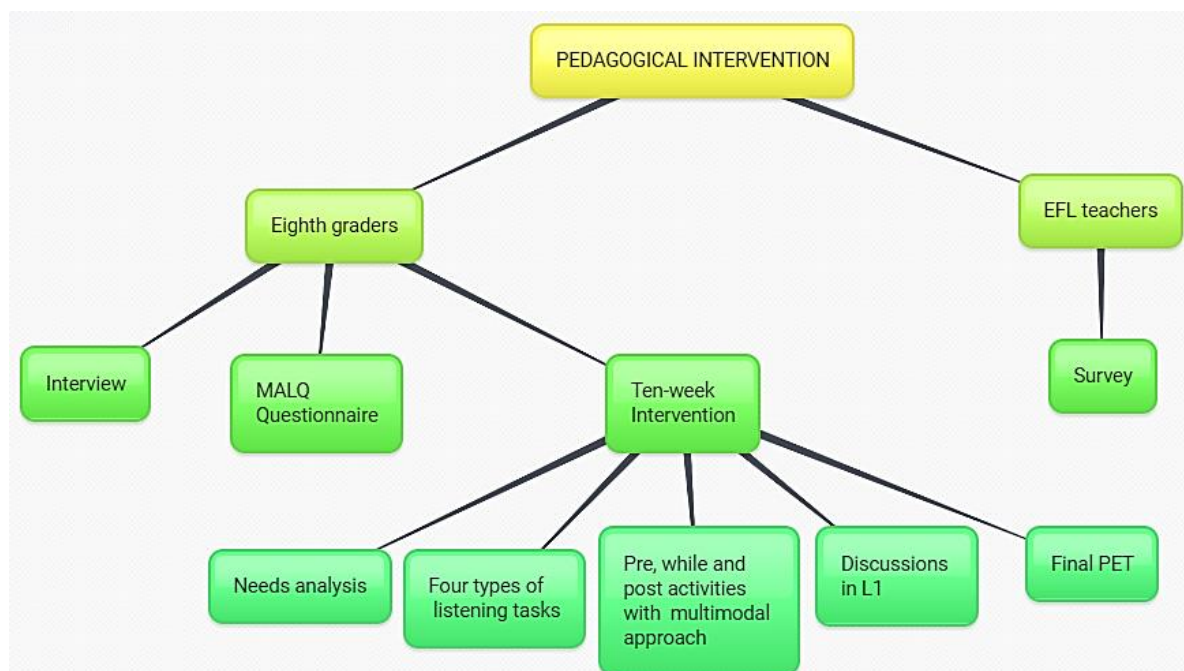 PEDAGOGICAL INTERVENTION
Eighth graders
EFL teachers
Interview
MALQ
Questionnaire
Ten-week
Intervention
Survey
Needs analysis
Four types of
listening tasks
Pre, while and
post activities
with multimodal
approach
Discussions
in L1
Final PET